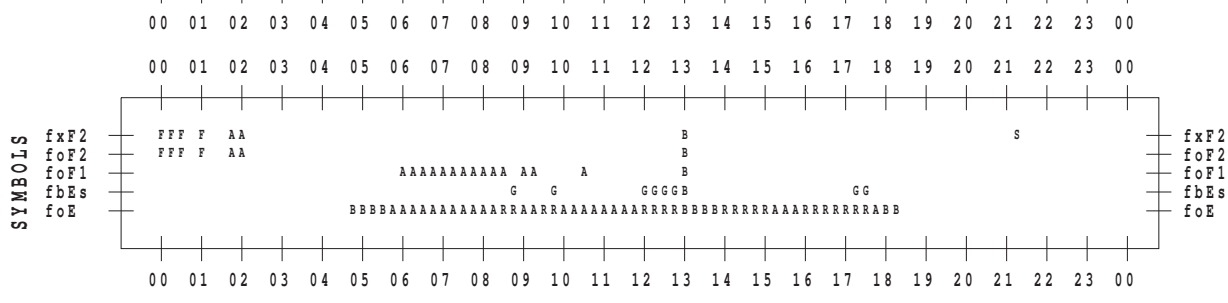 00 01 02 03 04 05 06 07 08 09 10 11 12 13 14 15 16 17 18 19 20 21 22 23 00
00 01 02 03 04 05 06 07 08 09 10 11 12 13 14 15 16 17 18 19 20 21 22 23 00
SYMBOLS
fxF2 FFF F AA B S fxF2
foF2 FFF F AA B foF2
foF1 AAAAAAAAAAA AA A B foF1
fbEs G G GGGGB GG fbEs
foE BBBBAAAAAAAAAAARRAARRAAAAAAAARRRRBBBBRRRRRAAARRRRRRRABB foE
00 01 02 03 04 05 06 07 08 09 10 11 12 13 14 15 16 17 18 19 20 21 22 23 00